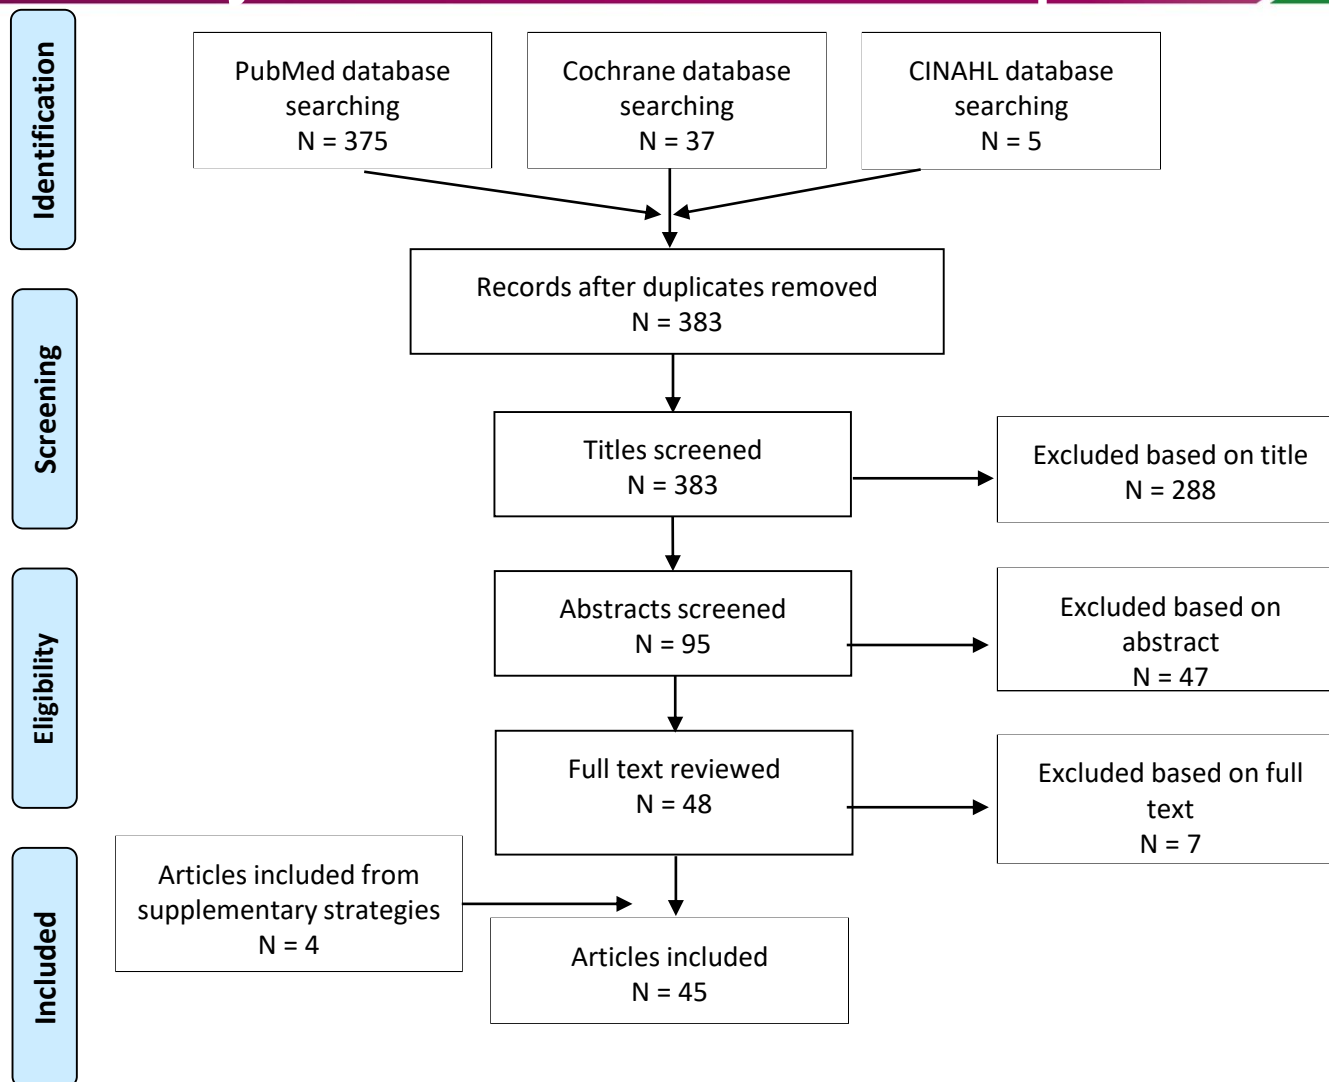 Identification
PubMed database
searching
N = 375
Cochrane database
searching
N = 37
CINAHL database
searching
N = 5
Records after duplicates removed
N = 383
Screening
Titles screened
N = 383
Excluded based on title
N = 288
Eligibility
Abstracts screened
N = 95
Excluded based on
abstract
N = 47
Full text reviewed
N = 48
Excluded based on full
text
N = 7
Included
Articles included from
supplementary strategies
N = 4
Articles included
N = 45